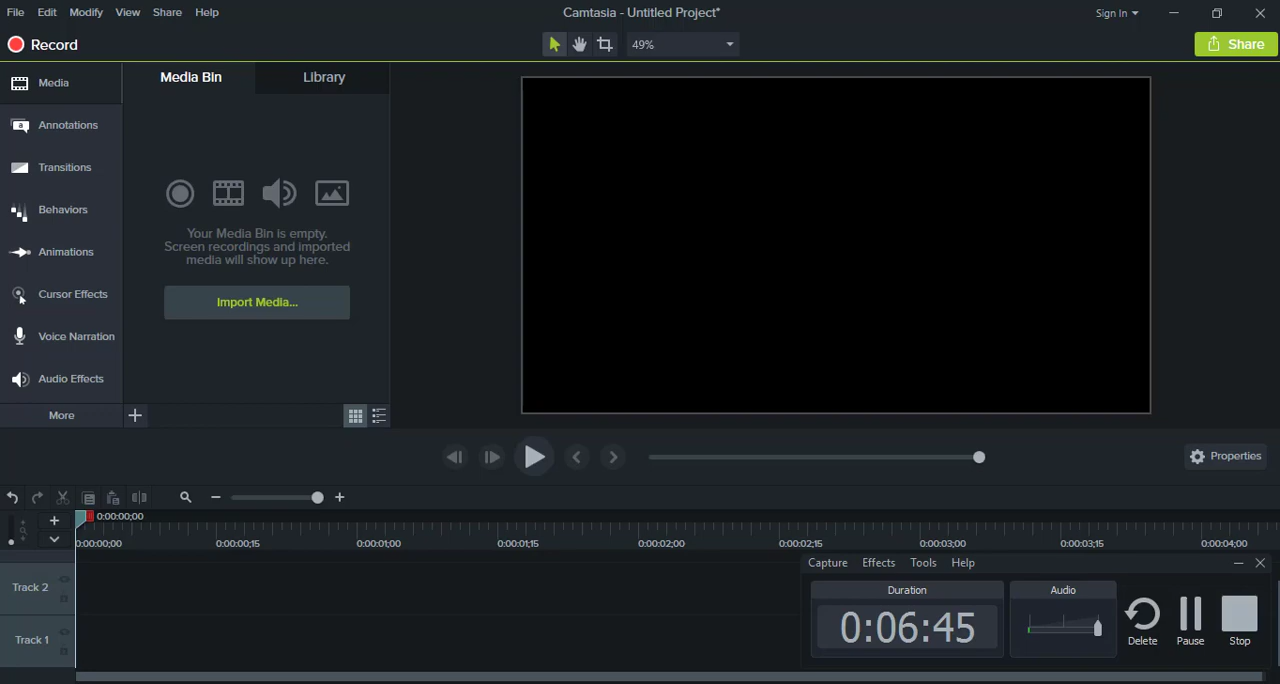 File Edit Modify View Share Help
Camtasia - Untitled Project*
Sign In
Record
49%
Share
Media
Annotations
Transitions
Behaviors
Animations
Cursor Effects
Voice Narration
Audio Effects
More
Media Bin Library
Your Media Bin is empty.
Screen recordings and imported
media will show up here.
Import Media...
Properties
0:00:00;00
0:00:00;00 0:00:00;15 0:00:01;00 0:00:01;15 0:00:02;00 0:00:02;15 0:00:03;00 0:00:03;15 0:00:04;00
Track 2
Track 1
Capture Effects Tools Help
Duration
0:06:45
Audio
Delete Pause Stop